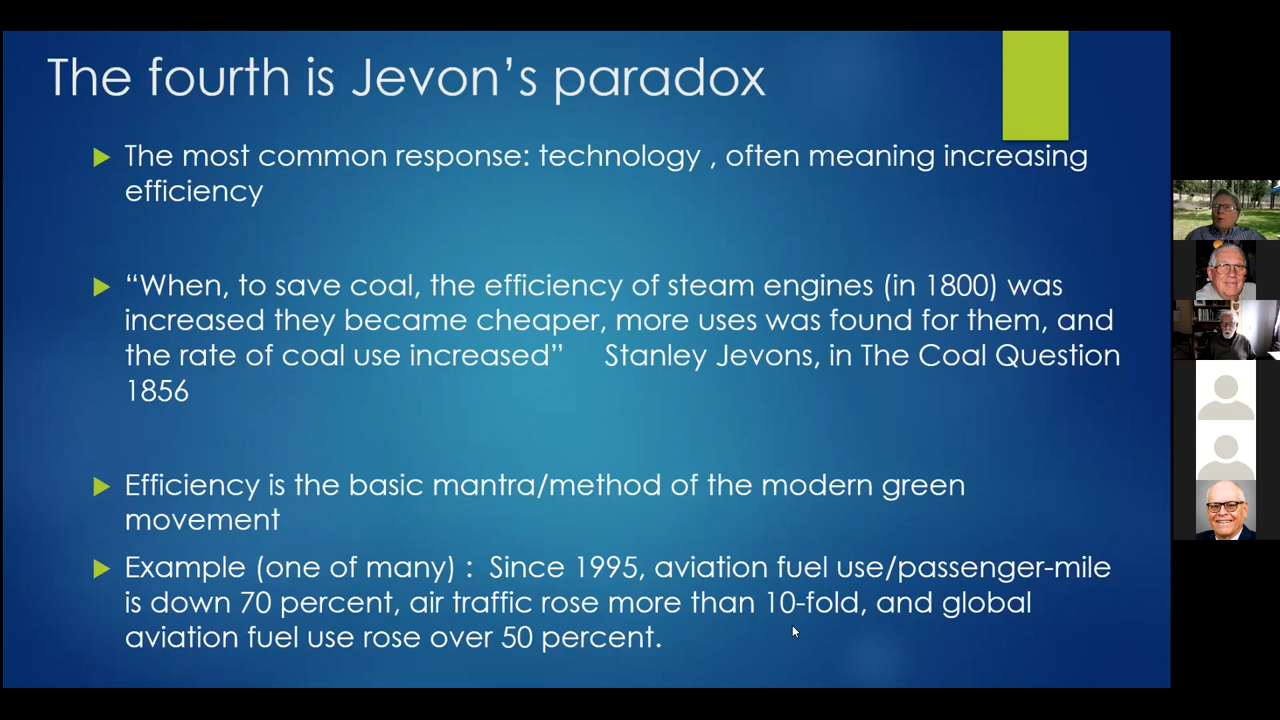 The fourth is Jevon’s paradox
The most common response: technology , often meaning increasing
efficiency
“When, to save coal, the efficiency of steam engines (in 1800) was
increased they became cheaper, more uses was found for them, and
the rate of coal use increased” Stanley Jevons, in The Coal Question
1856
Efficiency is the basic mantra/method of the modern green
movement
Example (one of many) : Since 1995, aviation fuel use/passenger-mile
is down 70 percent, air traffic rose more than 10-fold, and global
aviation fuel use rose over 50 percent.